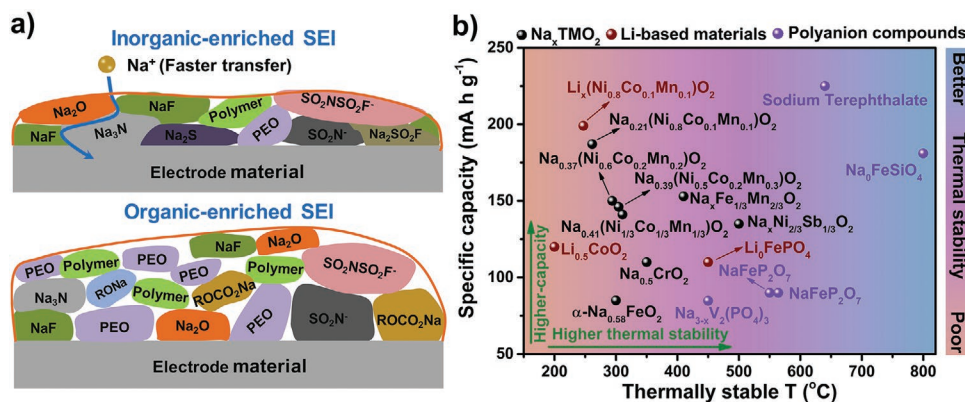 a)
Inorganic-enriched SEI
Na⁺ (Faster transfer)
Na₂O
NaF
Polymer
SO₂NSO₂F⁻
NaF
Na₃N
Na₂S
PEO
SO₂N⁻
Na₂SO₂F
Electrode material
Organic-enriched SEI
NaF
Na₂O
PEO
Polymer
PEO
PEO
SO₂NSO₂F⁻
Na₃N
RONa
Polymer
ROCO₂Na
NaF
PEO
Na₂O
PEO
SO₂N⁻
ROCO₂Na
Electrode material
b)
NaₓTMO₂
Li-based materials
Polyanion compounds
Specific capacity (mA h g⁻¹)
250
225
200
175
150
125
100
75
50
Liₓ(Ni₀.₈Co₀.₁Mn₀.₁)O₂
Sodium Terephthalate
Na₀.₂₁(Ni₀.₈Co₀.₁Mn₀.₁)O₂
Na₀.₃₇(Ni₀.₆Co₀.₂Mn₀.₂)O₂
Na₀FeSiO₄
Na₀.₃₉(Ni₀.₅Co₀.₂Mn₀.₃)O₂
NaₓFe₁/₃Mn₂/₃O₂
Na₀.₄₁(Ni₁/₃Co₁/₃Mn₁/₃)O₂
NaₓNi₂/₃Sb₁/₃O₂
Li₀.₅CoO₂
Li₀FePO₄
Na₀.₅CrO₂
NaFeP₂O₇
NaFeP₂O₇
α-Na₀.₅₈FeO₂
Na₃₋ₓV₂(PO₄)₃
Higher-capacity
Higher thermal stability
200
300
400
500
600
700
800
Thermally stable T (°C)
Better
Thermal stability
Poor